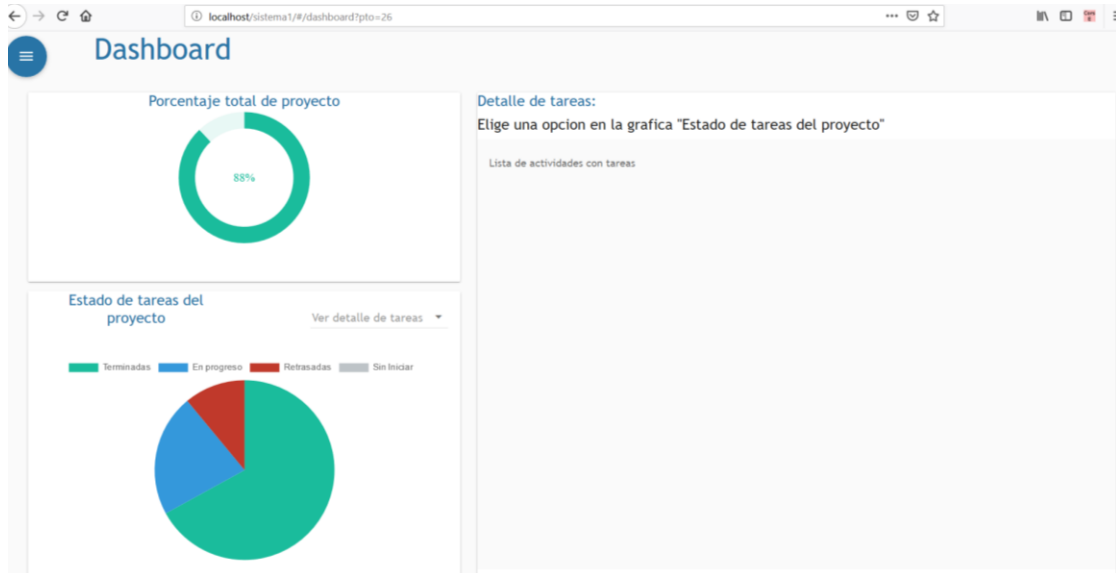 localhost/sistema1/#/dashboard?pto=26
Dashboard
Porcentaje total de proyecto
88%
Estado de tareas del
proyecto
Ver detalle de tareas
Terminadas En progreso Retrasadas Sin Iniciar
Detalle de tareas:
Elige una opcion en la grafica "Estado de tareas del proyecto"
Lista de actividades con tareas